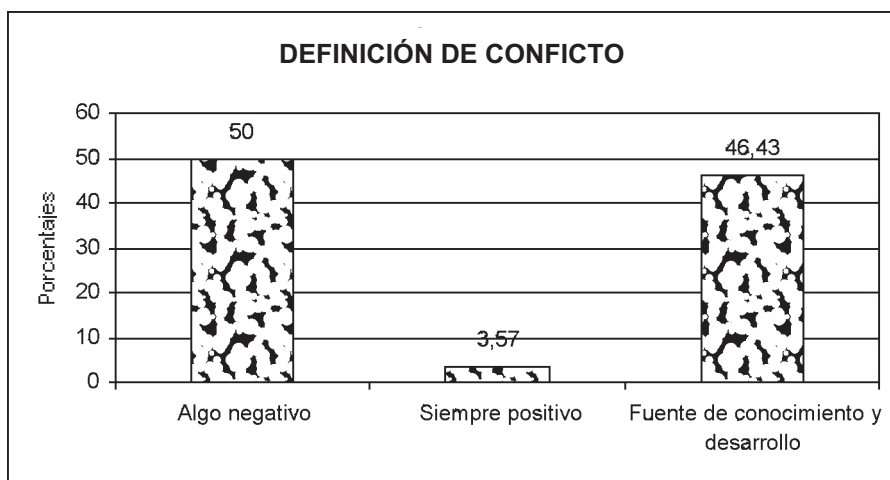 DEFINICIÓN DE CONFICTO
Porcentajes
60
50
40
30
20
10
0
50
3,57
46,43
Algo negativo
Siempre positivo
Fuente de conocimiento y
desarrollo